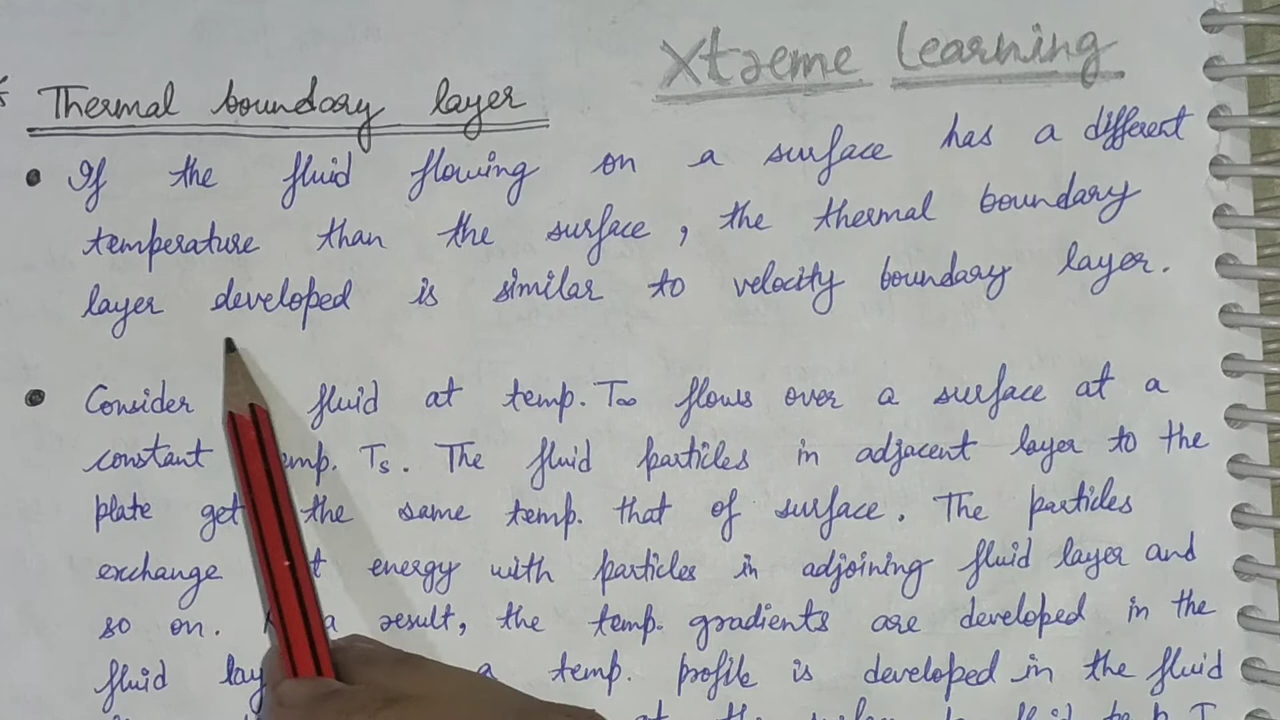 Xtreme Learning
Thermal boundary layer
• If the fluid flowing on a surface has a different
temperature than the surface, the thermal boundary
layer developed is similar to velocity boundary layer.
• Consider fluid at temp. T∞ flows over a surface at a
constant temp. Ts. The fluid particles in adjacent layer to the
plate get the same temp. that of surface. The particles
exchange energy with particles in adjoining fluid layer and
so on. a result, the temp. gradients are developed in the
fluid a temp. profile is developed in the fluid